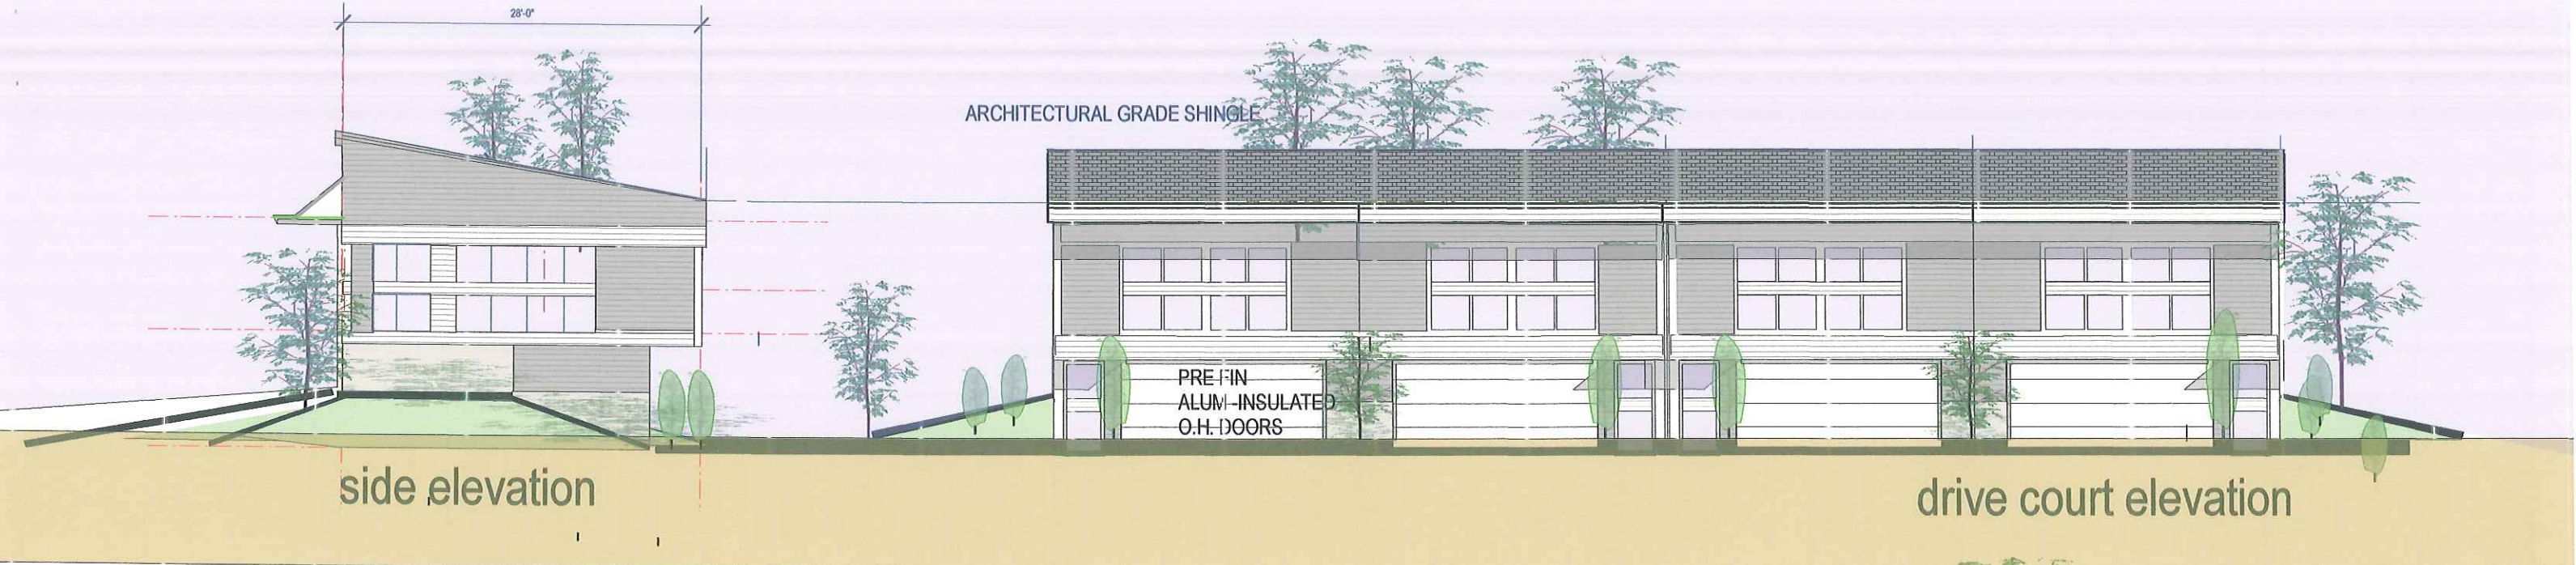 28'-0"
ARCHITECTURAL GRADE SHINGLE
PRE FIN
ALUM -INSULATED
O.H. DOORS
side elevation
drive court elevation